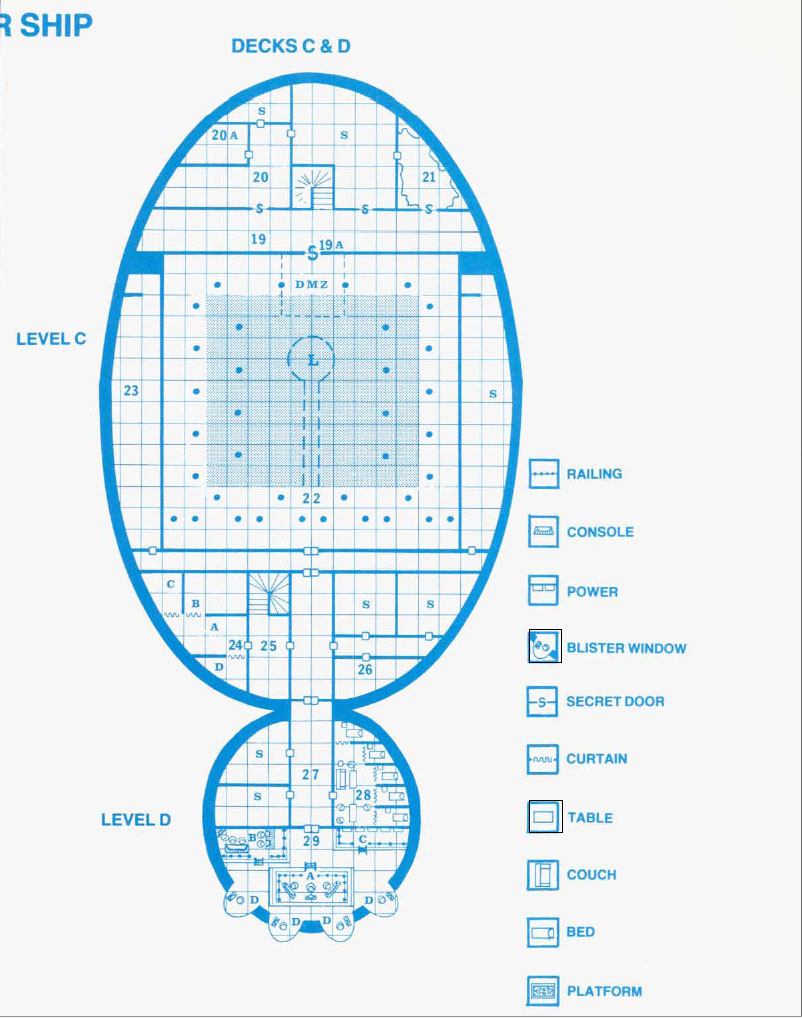 R SHIP
DECKS C & D
S
20 A
S
20
21
S
S
S
19
S 19 A
DMZ
LEVEL C
L
23
S
22
C
B
A
D
24
25
S
S
26
S
27
S
28
LEVEL D
B
29
C
A
D
D
D
D
RAILING
CONSOLE
POWER
BLISTER WINDOW
S SECRET DOOR
CURTAIN
TABLE
COUCH
BED
PLATFORM